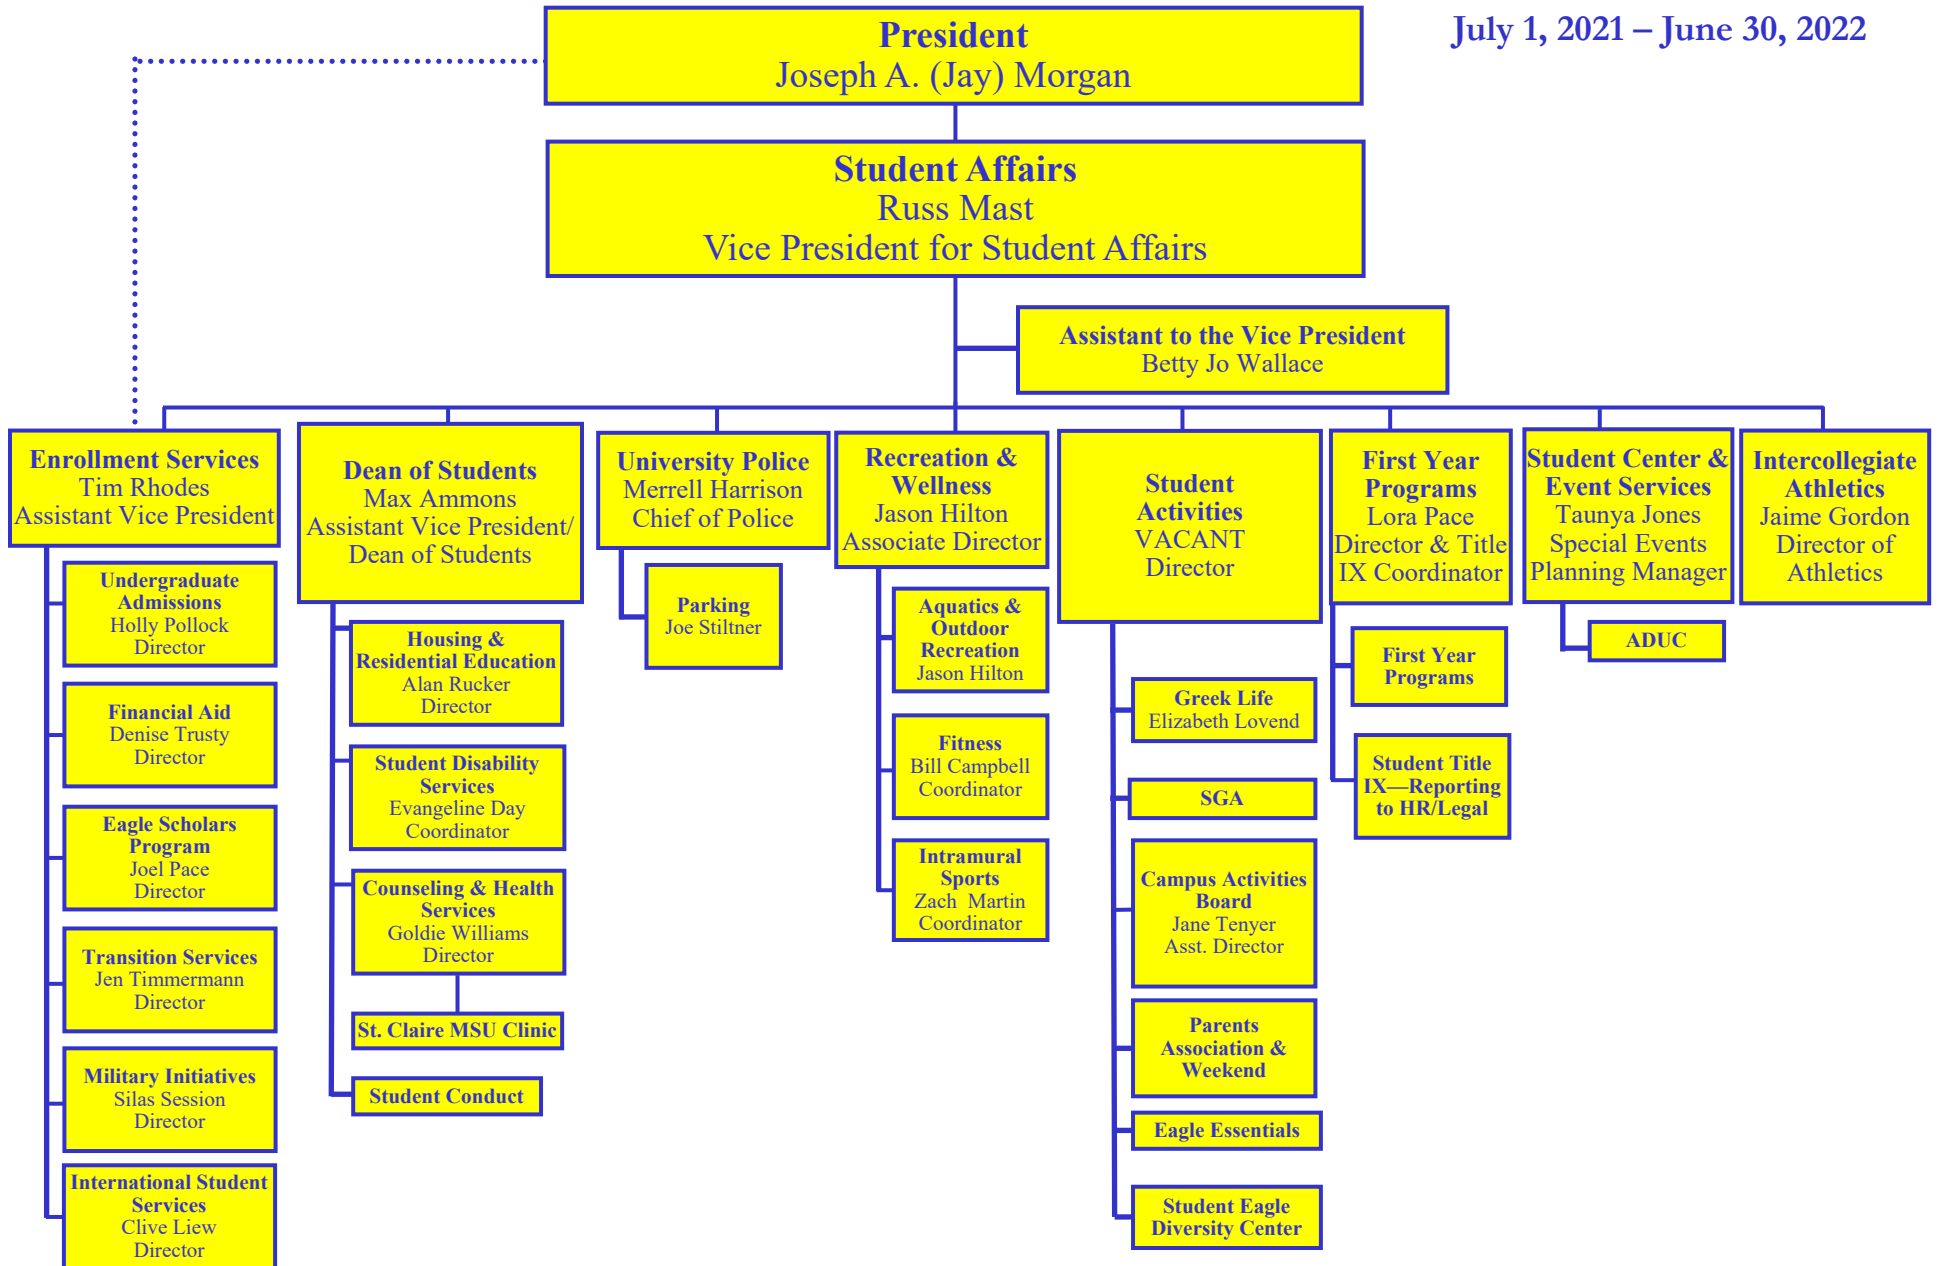 July 1, 2021 – June 30, 2022
President
Joseph A. (Jay) Morgan
Student Affairs
Russ Mast
Vice President for Student Affairs
Assistant to the Vice President
Betty Jo Wallace
Enrollment Services
Tim Rhodes
Assistant Vice President
Undergraduate
Admissions
Holly Pollock
Director
Financial Aid
Denise Trusty
Director
Eagle Scholars
Program
Joel Pace
Director
Transition Services
Jen Timmermann
Director
Military Initiatives
Silas Session
Director
International Student
Services
Clive Liew
Director
Dean of Students
Max Ammons
Assistant Vice President/
Dean of Students
Housing &
Residential Education
Alan Rucker
Director
Student Disability
Services
Evangeline Day
Coordinator
Counseling & Health
Services
Goldie Williams
Director
St. Claire MSU Clinic
Student Conduct
University Police
Merrell Harrison
Chief of Police
Parking
Joe Stiltner
Recreation &
Wellness
Jason Hilton
Associate Director
Aquatics &
Outdoor
Recreation
Jason Hilton
Fitness
Bill Campbell
Coordinator
Intramural
Sports
Zach Martin
Coordinator
Student
Activities
VACANT
Director
Greek Life
Elizabeth Lovend
SGA
Campus Activities
Board
Jane Tenyer
Asst. Director
Parents
Association &
Weekend
Eagle Essentials
Student Eagle
Diversity Center
First Year
Programs
Lora Pace
Director & Title
IX Coordinator
First Year
Programs
Student Title
IX—Reporting
to HR/Legal
Student Center &
Event Services
Taunya Jones
Special Events
Planning Manager
ADUC
Intercollegiate
Athletics
Jaime Gordon
Director of
Athletics